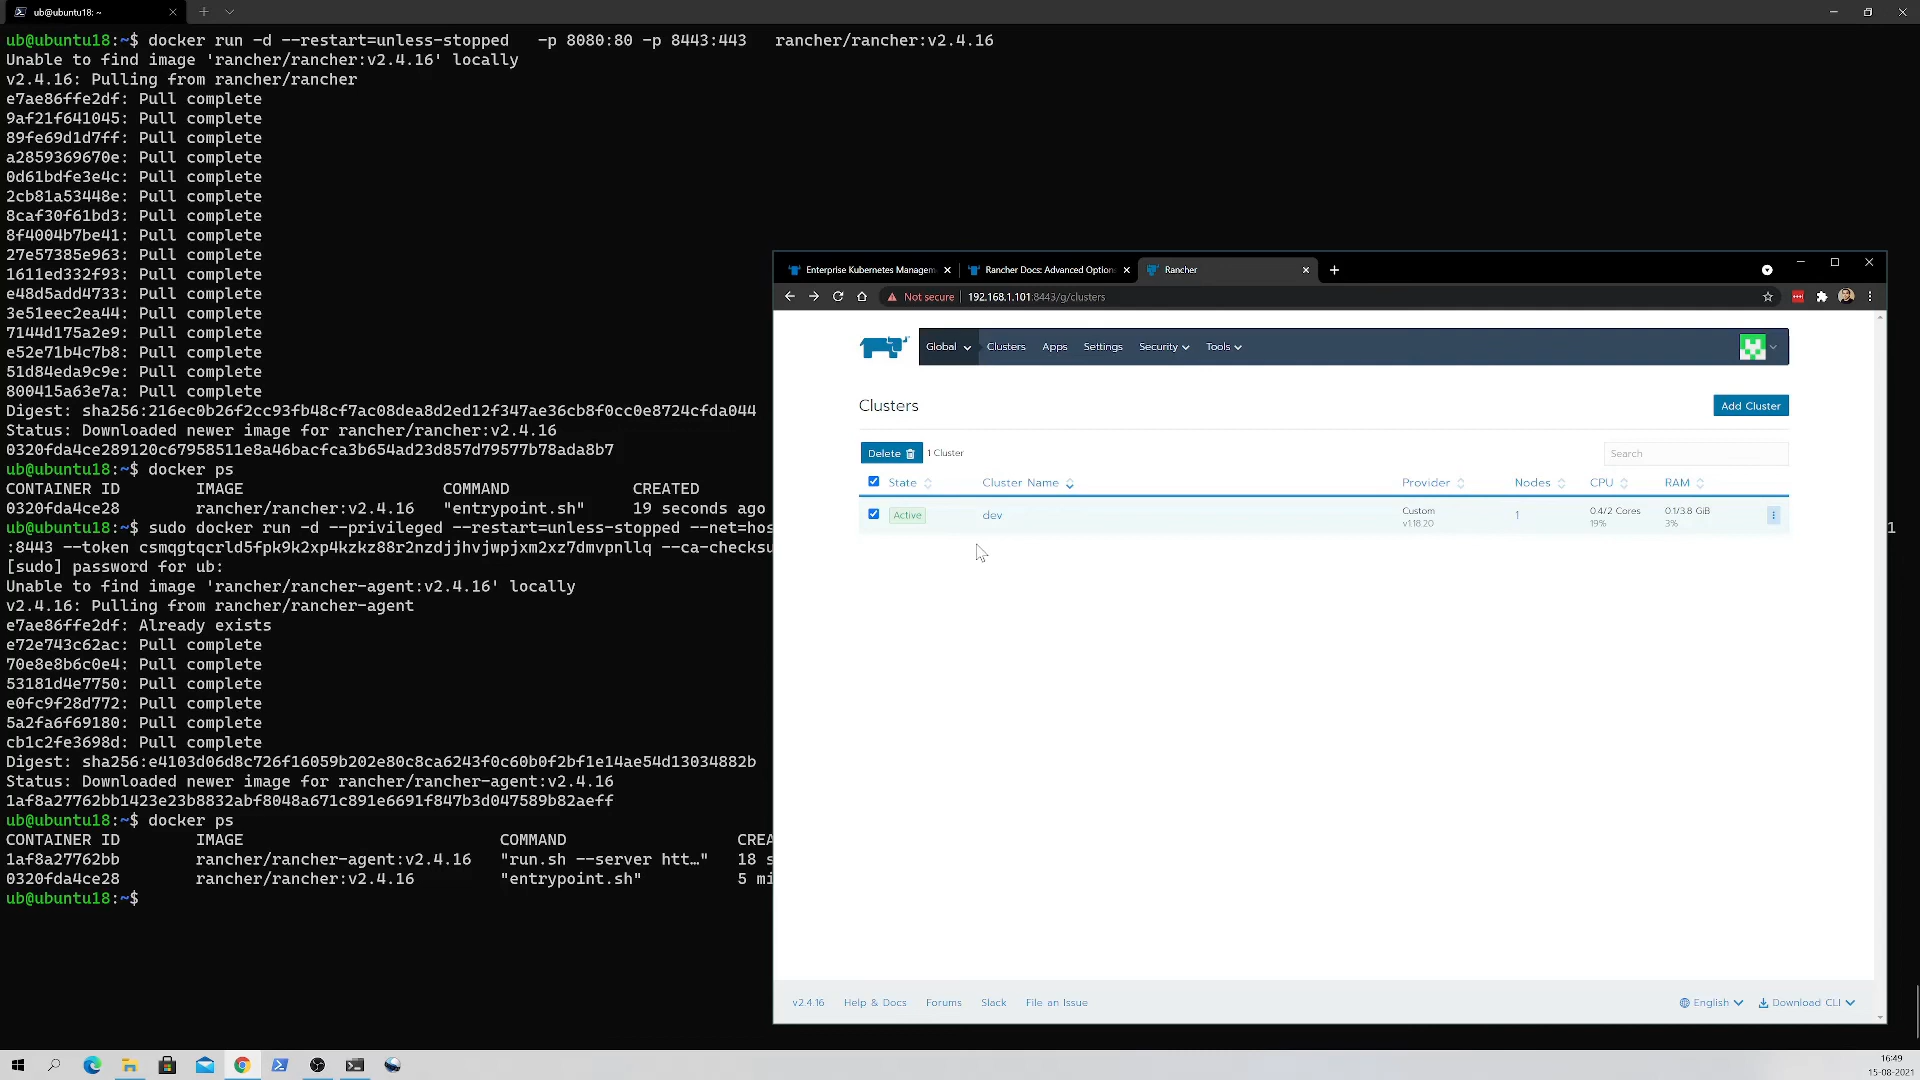 ub@ubuntu18: ~
ub@ubuntu18:~$ docker run -d --restart=unless-stopped   -p 8080:80 -p 8443:443   rancher/rancher:v2.4.16
Unable to find image 'rancher/rancher:v2.4.16' locally
v2.4.16: Pulling from rancher/rancher
e7ae86ffe2df: Pull complete
9af21f641045: Pull complete
89fe69d1d7ff: Pull complete
a2859369670e: Pull complete
0d61bdfe3e4c: Pull complete
2cb81a53448e: Pull complete
8caf30f61bd3: Pull complete
8f4004b7be41: Pull complete
27e57385e963: Pull complete
1611ed332f93: Pull complete
e48d5add4733: Pull complete
3e51eec2ea44: Pull complete
7144d175a2e9: Pull complete
e52e71b4c7b8: Pull complete
51d84eda9c9e: Pull complete
800415a63e7a: Pull complete
Digest: sha256:216ec0b26f2cc93fb48cf7ac08dea8d2ed12f347ae36cb8f0cc0e8724cfda044
Status: Downloaded newer image for rancher/rancher:v2.4.16
0320fda4ce289120c67958511e8a46bacfca3b654ad23d857d79577b78ada8b7
ub@ubuntu18:~$ docker ps
CONTAINER ID        IMAGE                     COMMAND             CREATED
0320fda4ce28        rancher/rancher:v2.4.16   "entrypoint.sh"     19 seconds ago
ub@ubuntu18:~$ sudo docker run -d --privileged --restart=unless-stopped --net=hos
1
:8443 --token csmqgtqcrld5fpk9k2xp4kzkz88r2nzdjjhvjwpjxm2xz7dmvpnllq --ca-checksu
[sudo] password for ub:
Unable to find image 'rancher/rancher-agent:v2.4.16' locally
v2.4.16: Pulling from rancher/rancher-agent
e7ae86ffe2df: Already exists
e72e743c62ac: Pull complete
70e8e8b6c0e4: Pull complete
53181d4e7750: Pull complete
e0fc9f28d772: Pull complete
5a2fa6f69180: Pull complete
cb1c2fe3698d: Pull complete
Digest: sha256:e4103d06d8c726f16059b202e80c8ca6243f0c60b0f2bf1e14ae54d13034882b
Status: Downloaded newer image for rancher/rancher-agent:v2.4.16
1af8a27762bb1423e23b8832abf8048a671c891e6691f847b3d047589b82aeff
ub@ubuntu18:~$ docker ps
CONTAINER ID        IMAGE                           COMMAND                  CREA
1af8a27762bb        rancher/rancher-agent:v2.4.16   "run.sh --server htt…"   18 s
0320fda4ce28        rancher/rancher:v2.4.16         "entrypoint.sh"          5 mi
ub@ubuntu18:~$
Enterprise Kubernetes Managem   Rancher Docs: Advanced Option   Rancher
Not secure   192.168.1.101:8443/g/clusters
Global   Clusters   Apps   Settings   Security   Tools
Clusters   Add Cluster
Delete   1 Cluster   Search
State   Cluster Name   Provider   Nodes   CPU   RAM
Active   dev   Custom   1   0.4/2 Cores   0.1/3.8 GiB
v1.18.20   19%   3%
v2.4.16   Help & Docs   Forums   Slack   File an Issue   English   Download CLI
16:49
15-08-2021